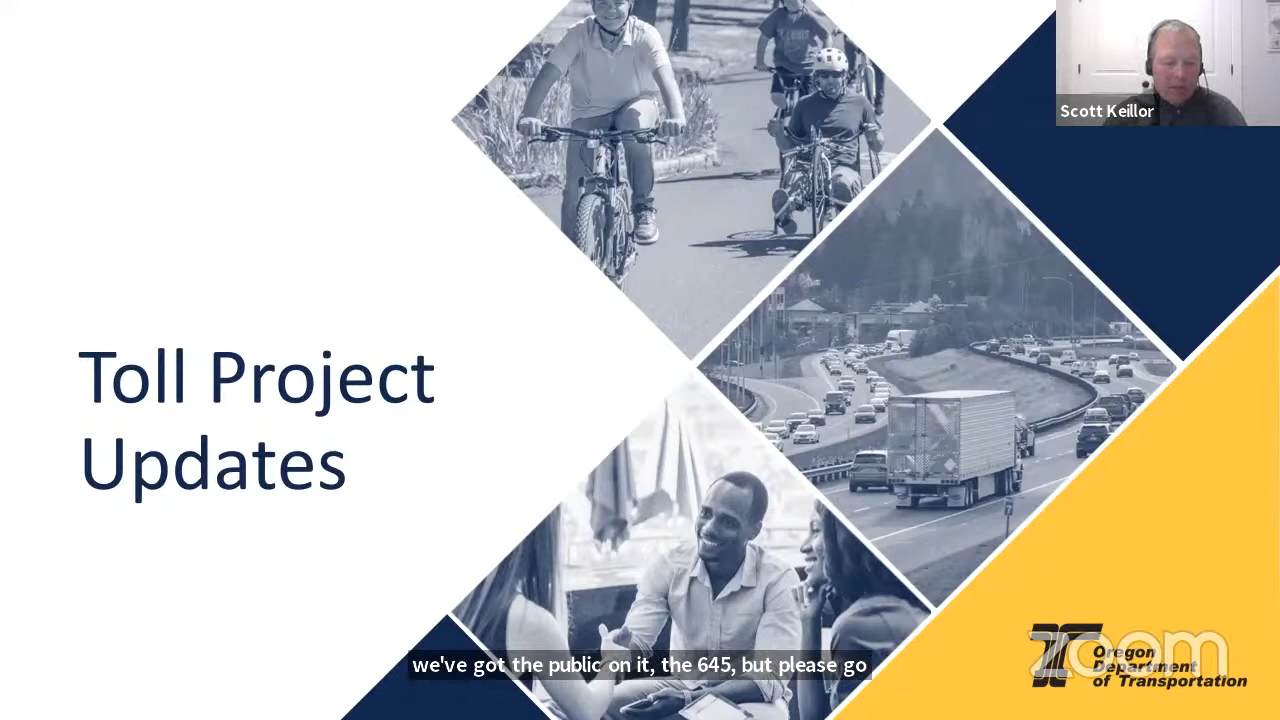 Scott Keillor
Toll Project
Updates
we've got the public on it, the 645, but please go
zoom
Oregon
Department
of Transportation